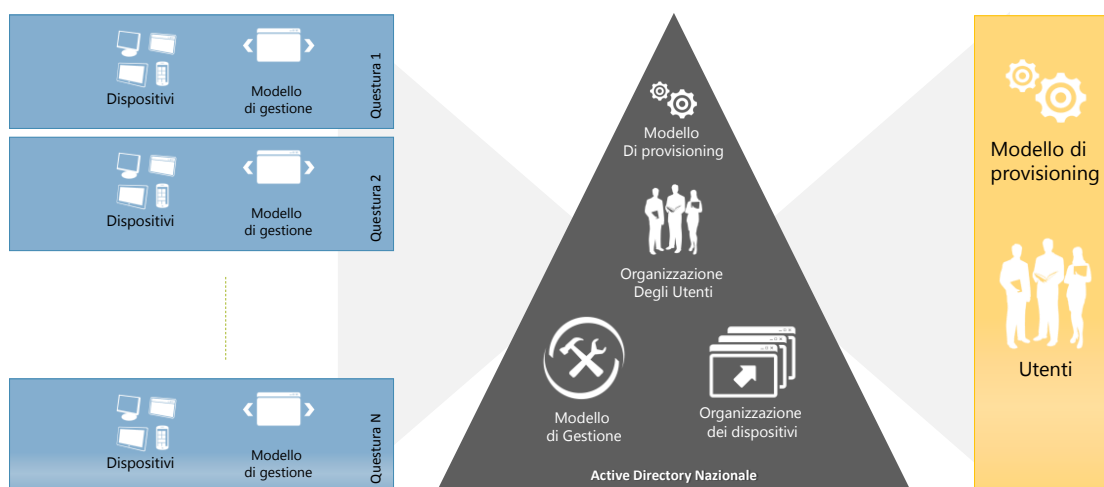 Dispositivi
Modello
di gestione
Questura 1
Dispositivi
Modello
di gestione
Questura 2
Dispositivi
Modello
di gestione
Questura N
Modello
Di provisioning
Organizzazione
Degli Utenti
Modello
di Gestione
Organizzazione
dei dispositivi
Active Directory Nazionale
Modello di
provisioning
Utenti